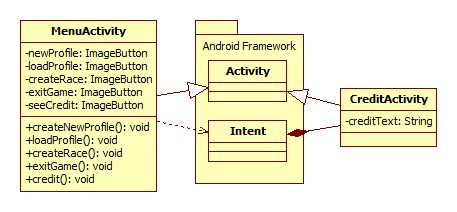 MenuActivity
-newProfile: ImageButton
-loadProfile: ImageButton
-createRace: ImageButton
-exitGame: ImageButton
-seeCredit: ImageButton
+createNewProfile(): void
+loadProfile(): void
+createRace(): void
+exitGame(): void
+credit(): void
Android Framework
Activity
Intent
CreditActivity
-creditText: String